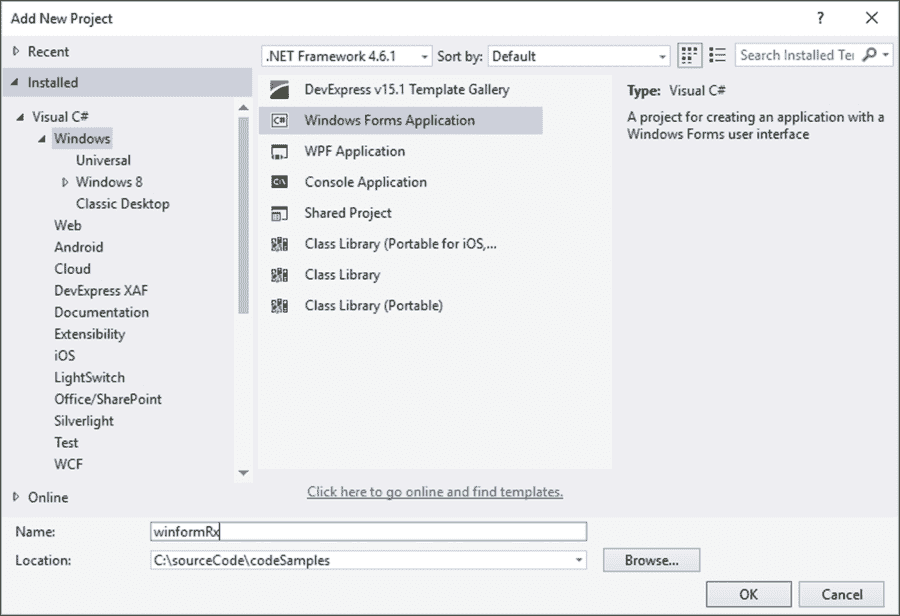 Add New Project
?
Recent
Installed
Visual C#
Windows
Universal
Windows 8
Classic Desktop
Web
Android
Cloud
DevExpress XAF
Documentation
Extensibility
iOS
LightSwitch
Office/SharePoint
Silverlight
Test
WCF
Online
.NET Framework 4.6.1
Sort by: Default
Search Installed Te
DevExpress v15.1 Template Gallery
C# Windows Forms Application
WPF Application
C:\ Console Application
Shared Project
Class Library (Portable for iOS,...
Class Library
Class Library (Portable)
Click here to go online and find templates.
Type: Visual C#
A project for creating an application with a
Windows Forms user interface
Name: winformRx
Location: C:\sourceCode\codeSamples
Browse...
OK
Cancel